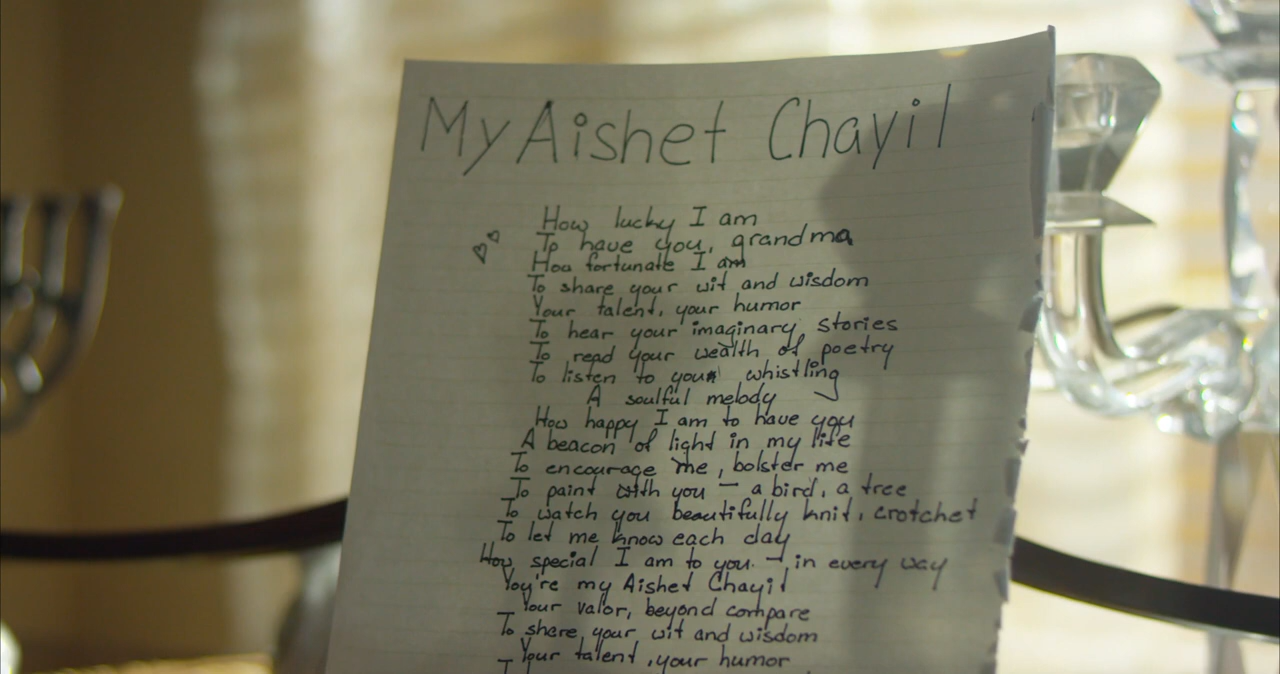 My Aishet Chayil
How lucky I am
To have you, grandma
How fortunate I am
To share your wit and wisdom
Your talent, your humor
To hear your imaginary stories
To read your wealth of poetry
To listen to your whistling
A soulful melody
How happy I am to have you
A beacon of light in my life
To encourage me, bolster me
To paint with you – a bird, a tree
To watch you beautifully knit, crotchet
To let me know each day
How special I am to you – in every way
You're my Aishet Chayil
Your valor, beyond compare
To share your wit and wisdom
Your talent, your humor